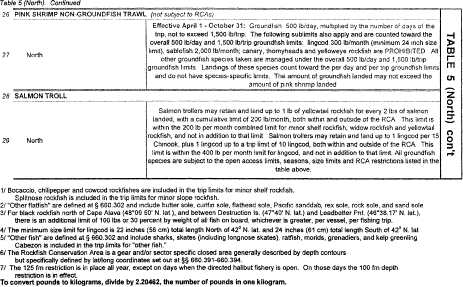 Table 5 (North). Continued
26 PINK SHRIMP NON-GROUNDFISH TRAWL (not subject to RCAs)
27 North
Effective April 1 - October 31: Groundfish 500 lb/day, multiplied by the number of days of the
trip, not to exceed 1,500 lb/trip. The following sublimits also apply and are counted toward the
overall 500 lb/day and 1,500 lb/trip groundfish limits: lingcod 300 lb/month (minimum 24 inch size
limit), sablefish 2,000 lb/month; canary, thornyheads and yelloweye rockfish are PROHIBITED. All
other groundfish species taken are managed under the overall 500 lb/day and 1,500 lb/trip
groundfish limits. Landings of these species count toward the per day and per trip groundfish limits
and do not have species-specific limits. The amount of groundfish landed may not exceed the
amount of pink shrimp landed
28 SALMON TROLL
29 North
Salmon trollers may retain and land up to 1 lb of yellowtail rockfish for every 2 lbs of salmon
landed, with a cumulative limit of 200 lb/month, both within and outside of the RCA. This limit is
within the 200 lb per month combined limit for minor shelf rockfish, widow rockfish and yellowtail
rockfish, and not in addition to that limit. Salmon trollers may retain and land up to 1 lingcod per 15
Chinook, plus 1 lingcod up to a trip limit of 10 lingcod, both within and outside of the RCA. This
limit is within the 400 lb per month limit for lingcod, and not in addition to that limit. All groundfish
species are subject to the open access limits, seasons, size limits and RCA restrictions listed in the
table above.
TABLE 5 (North) con't
1/ Bocaccio, chilipepper and cowcod rockfishes are included in the trip limits for minor shelf rockfish.
Splitnose rockfish is included in the trip limits for minor slope rockfish.
2/ "Other flatfish" are defined at § 660.302 and include butter sole, curlfin sole, flathead sole, Pacific sanddab, rex sole, rock sole, and sand sole
3/ For black rockfish north of Cape Alava (48°09.50' N. lat.), and between Destruction Is. (47°40' N. lat.) and Leadbetter Pnt. (46°38.17' N. lat.),
there is an additional limit of 100 lbs or 30 percent by weight of all fish on board, whichever is greater, per vessel, per fishing trip.
4/ The minimum size limit for lingcod is 22 inches (56 cm) total length North of 42° N. lat. and 24 inches (61 cm) total length South of 42° N. lat
5/ "Other fish" are defined at § 660.302 and include sharks, skates (including longnose skates), ratfish, morids, grenadiers, and kelp greenling
Cabezon is included in the trip limits for "other fish."
6/ The Rockfish Conservation Area is a gear and/or sector specific closed area generally described by depth contours
but specifically defined by lat/long coordinates set out at §§ 660.391-660.394.
7/ The 125 fm restriction is in place all year, except on days when the directed halibut fishery is open. On those days the 100 fm depth
restriction is in effect.
To convert pounds to kilograms, divide by 2.20462, the number of pounds in one kilogram.